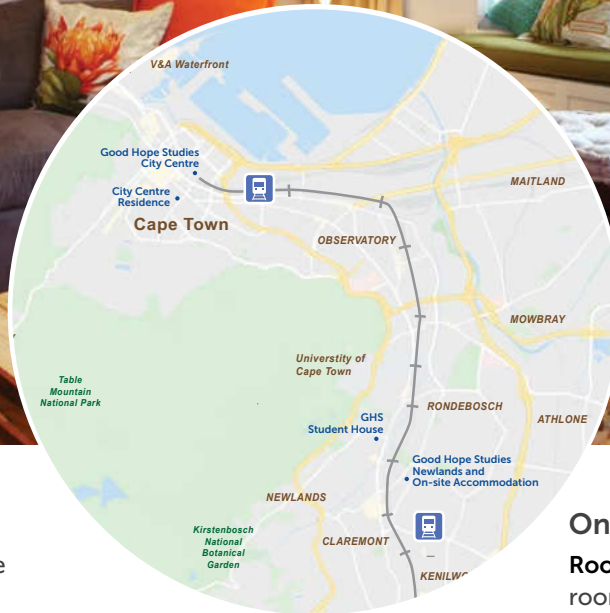 V&A Waterfront
Good Hope Studies
City Centre
City Centre
Residence
Cape Town
MAITLAND
OBSERVATORY
MOWBRAY
Universtity of
Cape Town
Table
Mountain
National Park
RONDEBOSCH
ATHLONE
GHS
Student House
Good Hope Studies
Newlands and
On-site Accommodation
NEWLANDS
Kirstenbosch
National
Botanical
Garden
CLAREMONT
KENILW
e
On
Roo
room